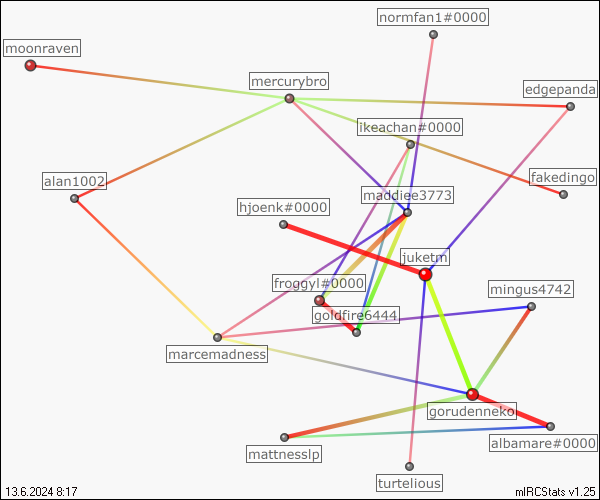 normfan1#0000
moonraven
mercurybro
edgepanda
ikeachan#0000
fakedingo
alan1002
maddiee3773
hjoenk#0000
juketm
froggyl#0000
mingus4742
goldfire6444
marcemadness
gorudenneko
albamare#0000
mattnesslp
turtelious
13.6.2024 8:17
mIRCStats v1.25